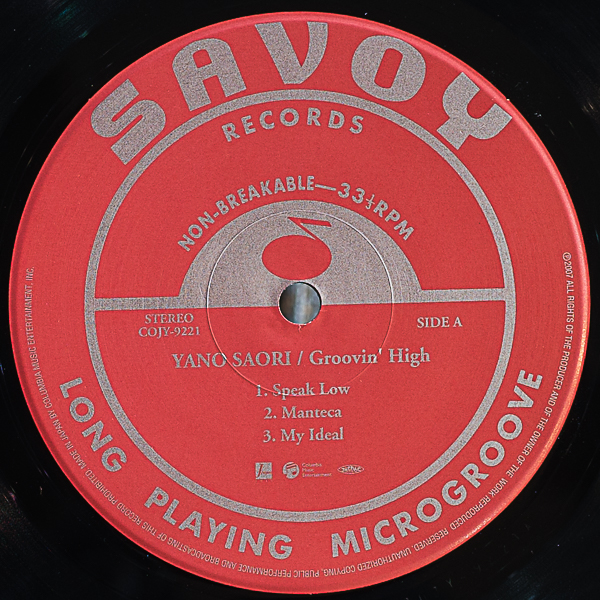 SAVOY
RECORDS
NON-BREAKABLE—33⅓RPM
STEREO
COJY-9221
SIDE A
YANO SAORI / Groovin' High
1. Speak Low
2. Manteca
3. My Ideal
Columbia
Music
Entertainment
LONG PLAYING MICROGROOVE
℗2007 ALL RIGHTS OF THE PRODUCER AND OF THE OWNER OF THE WORK REPRODUCED RESERVED. UNAUTHORIZED COPYING, PUBLIC PERFORMANCE AND BROADCASTING OF THIS RECORD PROHIBITED. MADE IN JAPAN BY COLUMBIA MUSIC ENTERTAINMENT, INC.